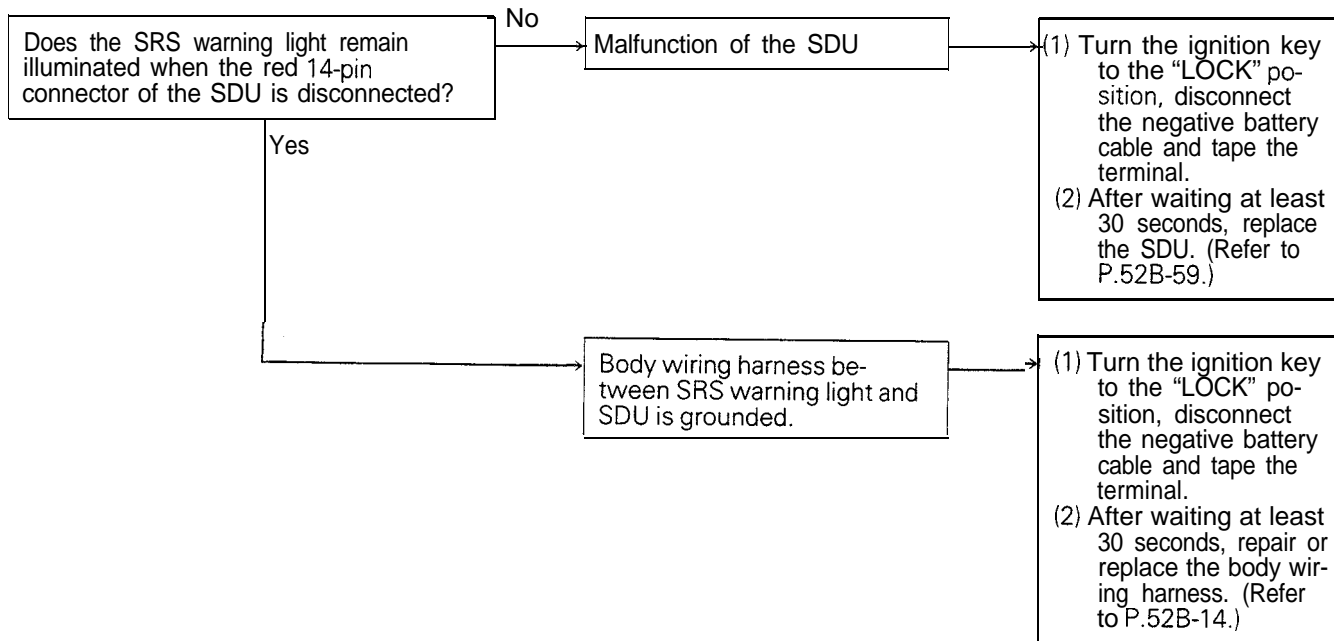 Does the SRS warning light remain
illuminated when the red 14-pin
connector of the SDU is disconnected?
No
Malfunction of the SDU
(1) Turn the ignition key
to the “LOCK” po-
sition, disconnect
the negative battery
cable and tape the
terminal.
(2) After waiting at least
30 seconds, replace
the SDU. (Refer to
P.52B-59.)
Yes
Body wiring harness be-
tween SRS warning light and
SDU is grounded.
(1) Turn the ignition key
to the “LOCK” po-
sition, disconnect
the negative battery
cable and tape the
terminal.
(2) After waiting at least
30 seconds, repair or
replace the body wir-
ing harness. (Refer
to P.52B-14.)